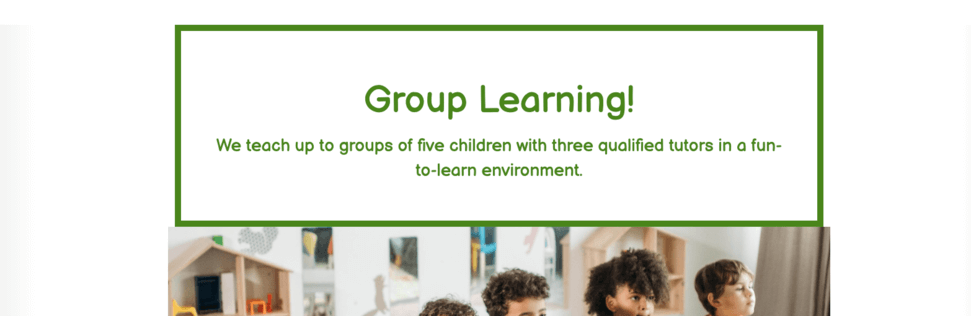 Group Learning!
We teach up to groups of five children with three qualified tutors in a fun-
to-learn environment.